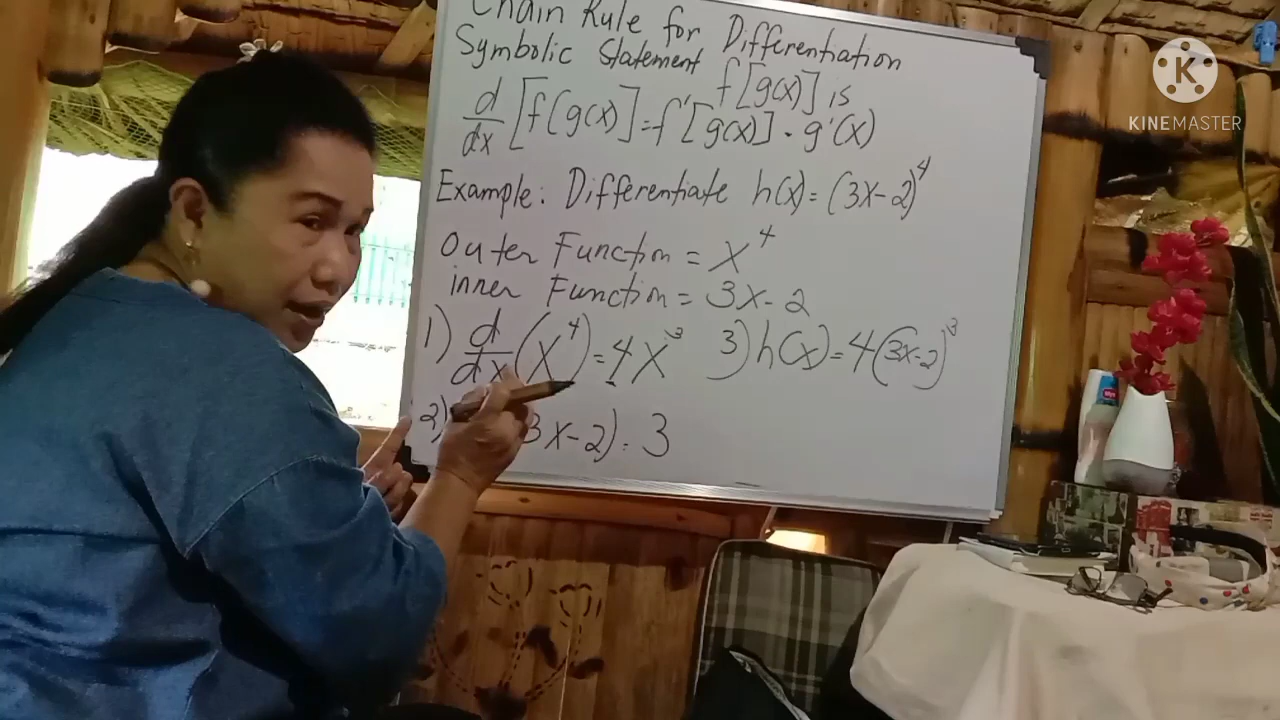 Chain Rule for Differentiation
Symbolic Statement
f[g(x)] is
d/dx [f(g(x)] = f'[g(x)] · g'(x)
Example: Differentiate h(x) = (3x-2)^4
Outer Function = x^4
inner Function = 3x-2
1) d/dx (x^4) = 4x^3 3) h(x) = 4(3x-2)^3
2) 3x-2) = 3
K
KINEMASTER